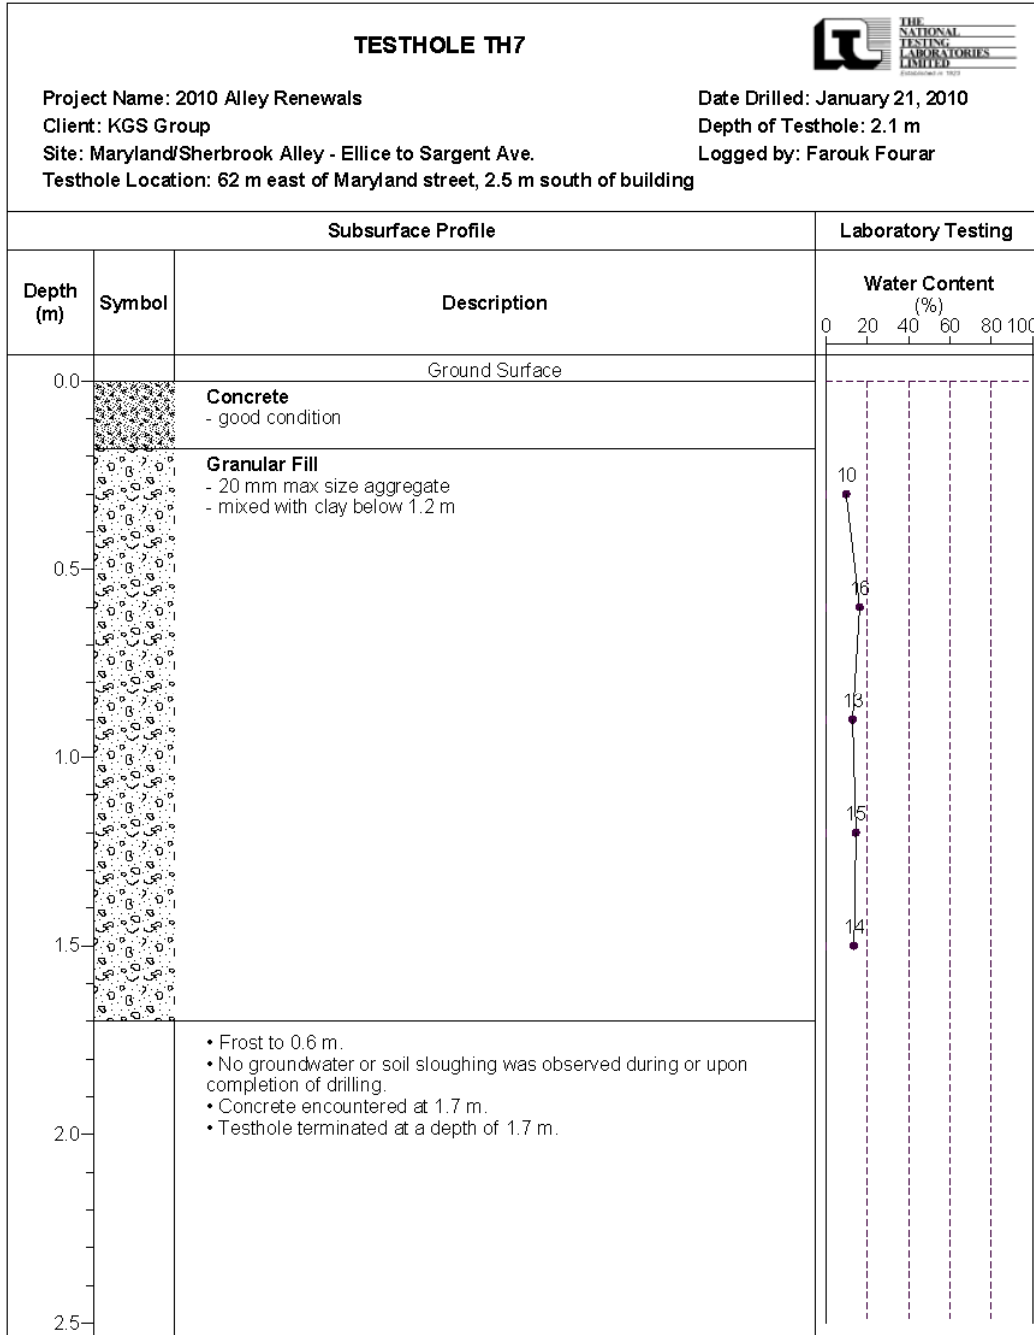 TESTHOLE TH7
THE
NATIONAL
TESTING
LABORATORIES
LIMITED
Established in 1923
Project Name: 2010 Alley Renewals
Date Drilled: January 21, 2010
Client: KGS Group
Depth of Testhole: 2.1 m
Site: Maryland/Sherbrook Alley - Ellice to Sargent Ave.
Logged by: Farouk Fourar
Testhole Location: 62 m east of Maryland street, 2.5 m south of building
Subsurface Profile
Laboratory Testing
Depth
(m)
Symbol
Description
Water Content
(%)
0 20 40 60 80 100
Ground Surface
0.0
Concrete
- good condition
Granular Fill
- 20 mm max size aggregate
- mixed with clay below 1.2 m
10
0.5
16
13
1.0
15
14
1.5
• Frost to 0.6 m.
• No groundwater or soil sloughing was observed during or upon
completion of drilling.
• Concrete encountered at 1.7 m.
• Testhole terminated at a depth of 1.7 m.
2.0
2.5